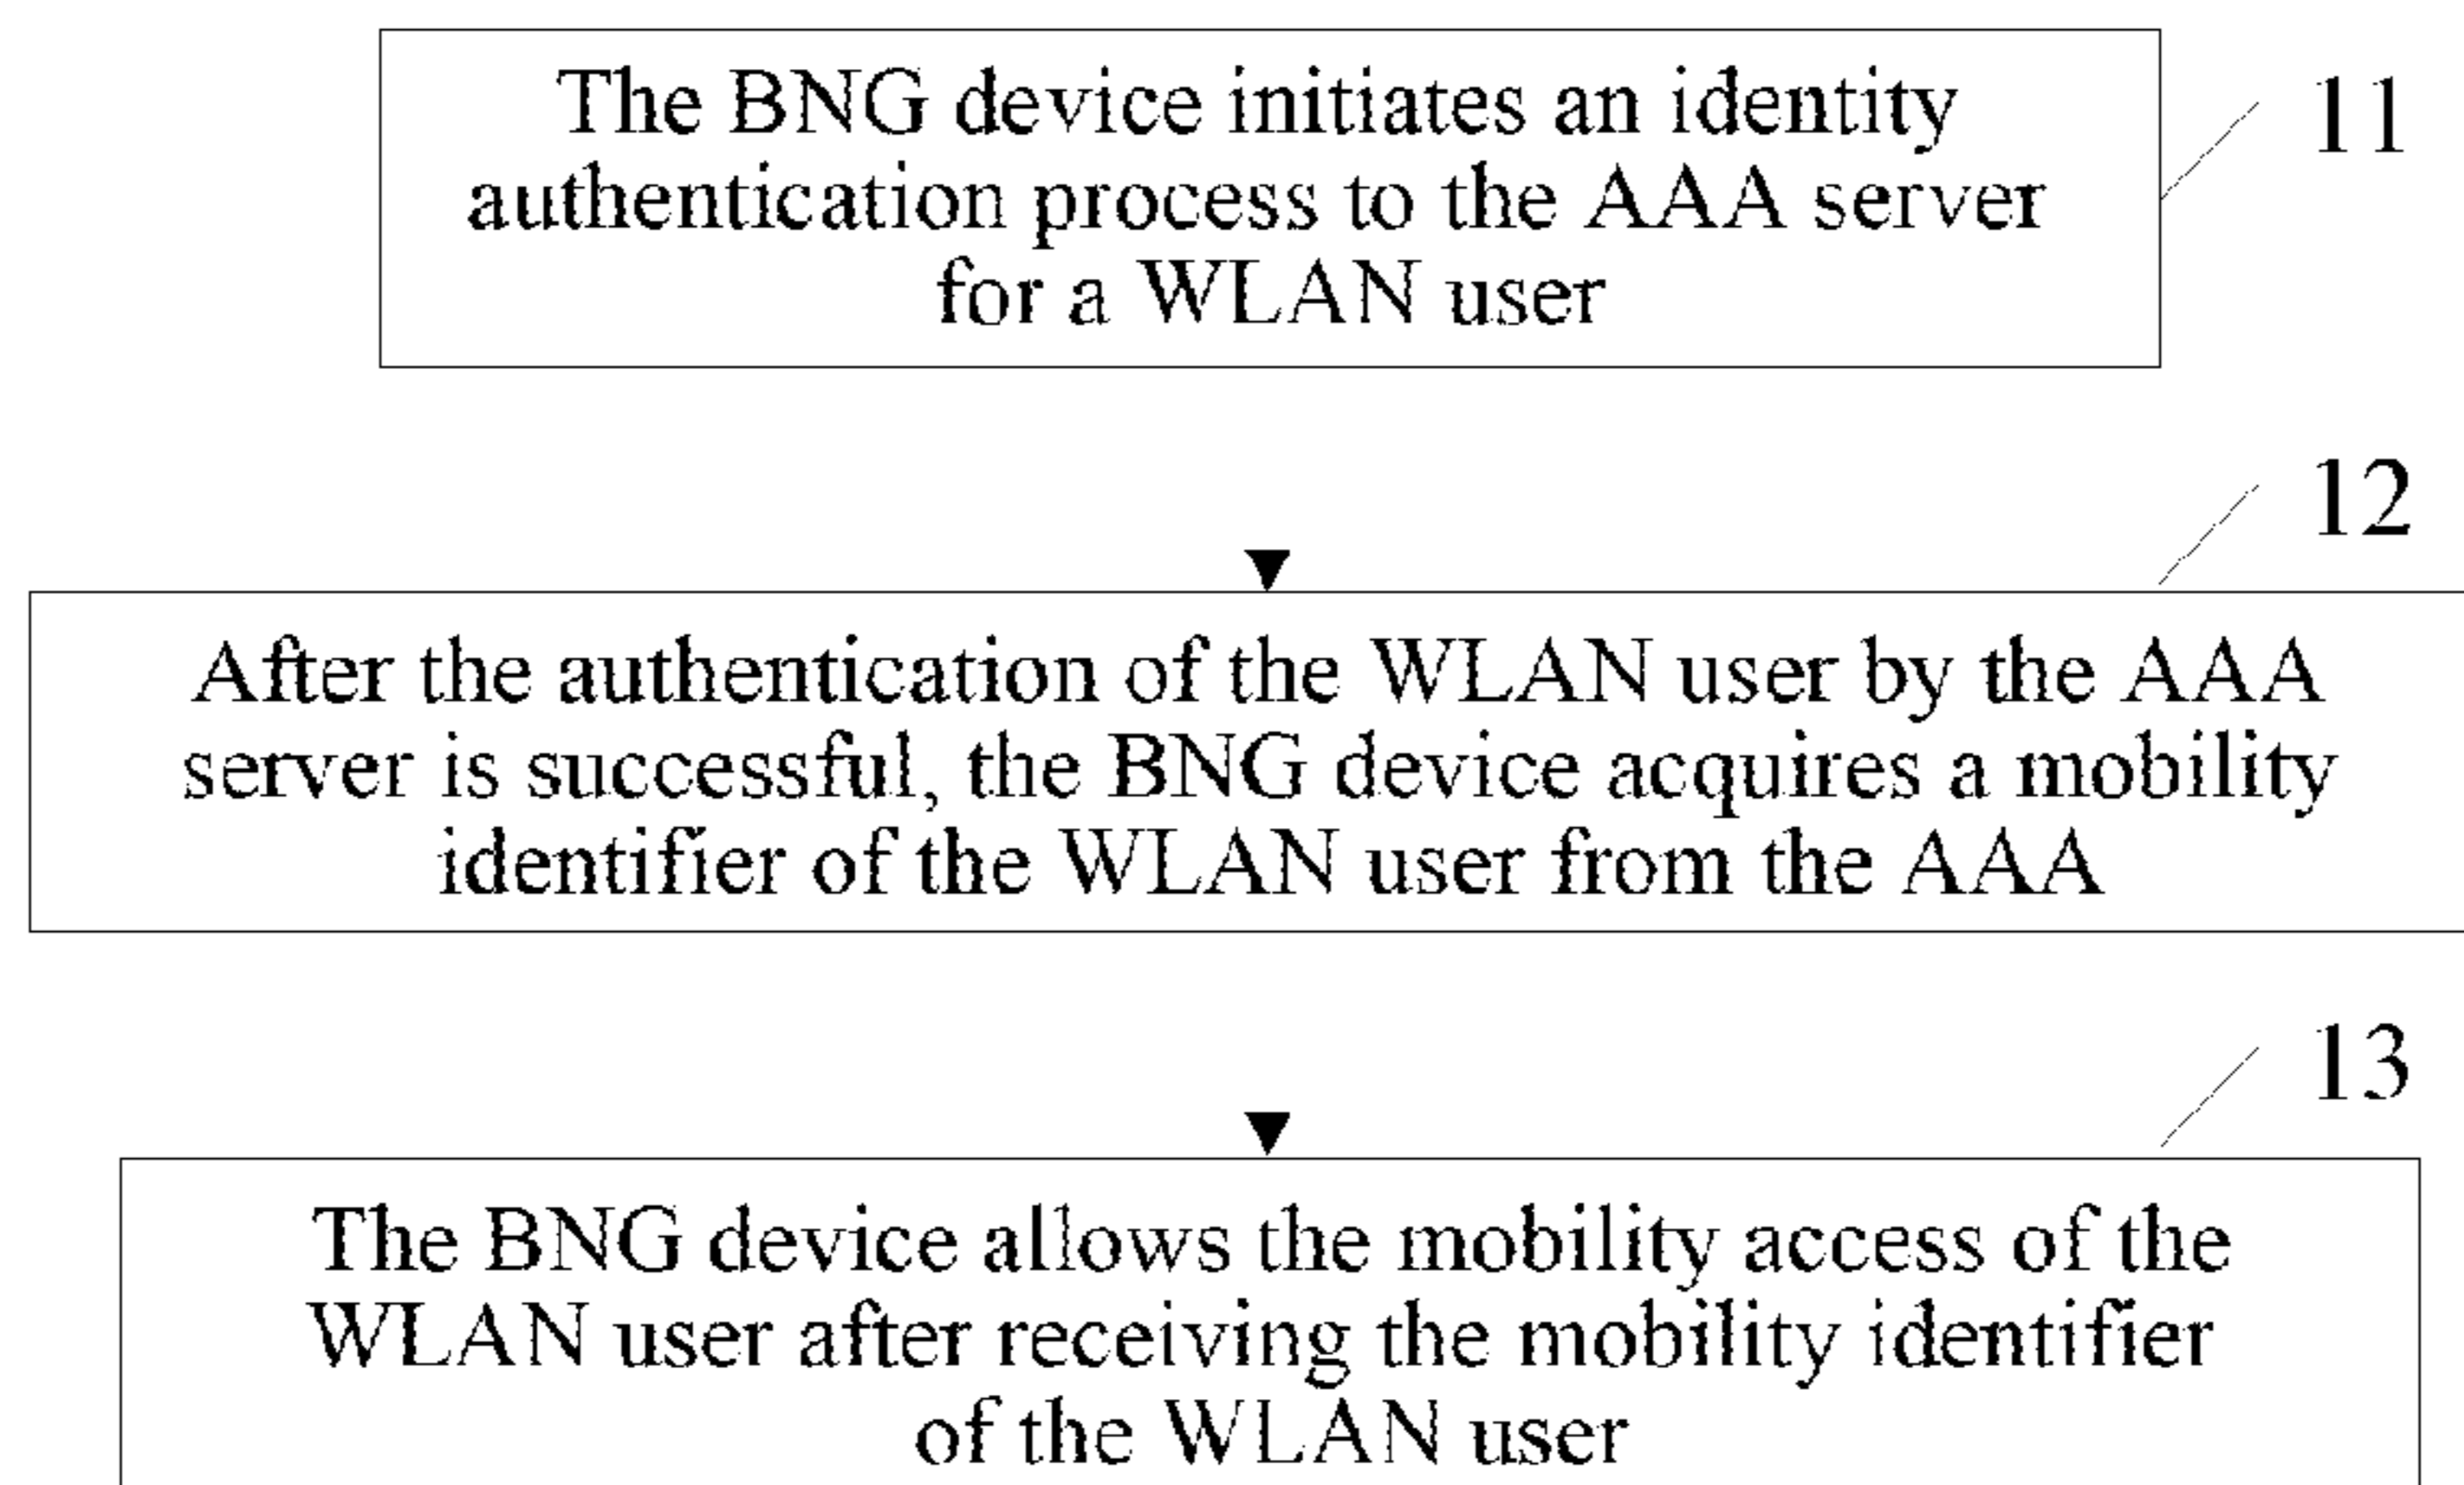 The BNG device initiates an identity
authentication process to the AAA server
for a WLAN user
11
12
After the authentication of the WLAN user by the AAA
server is successful, the BNG device acquires a mobility
identifier of the WLAN user from the AAA
13
The BNG device allows the mobility access of the
WLAN user after receiving the mobility identifier
of the WLAN user